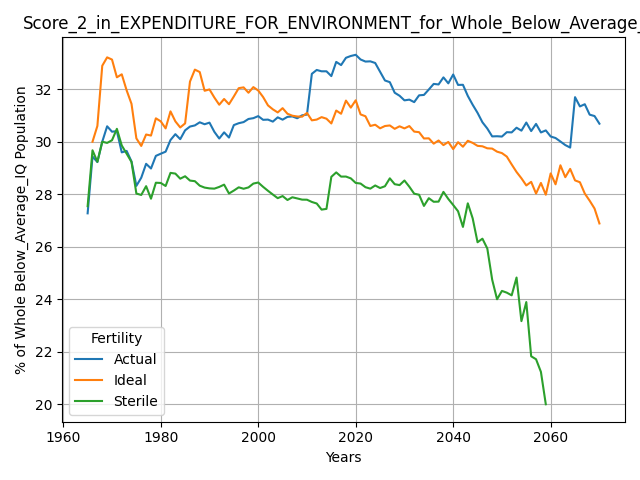 Score_2_in_EXPENDITURE_FOR_ENVIRONMENT_for_Whole_Below_Average_
% of Whole Below_Average_IQ Population
32
30
28
26
24
22
20
Fertility
Actual
Ideal
Sterile
1960 1980 2000 2020 2040 2060
Years